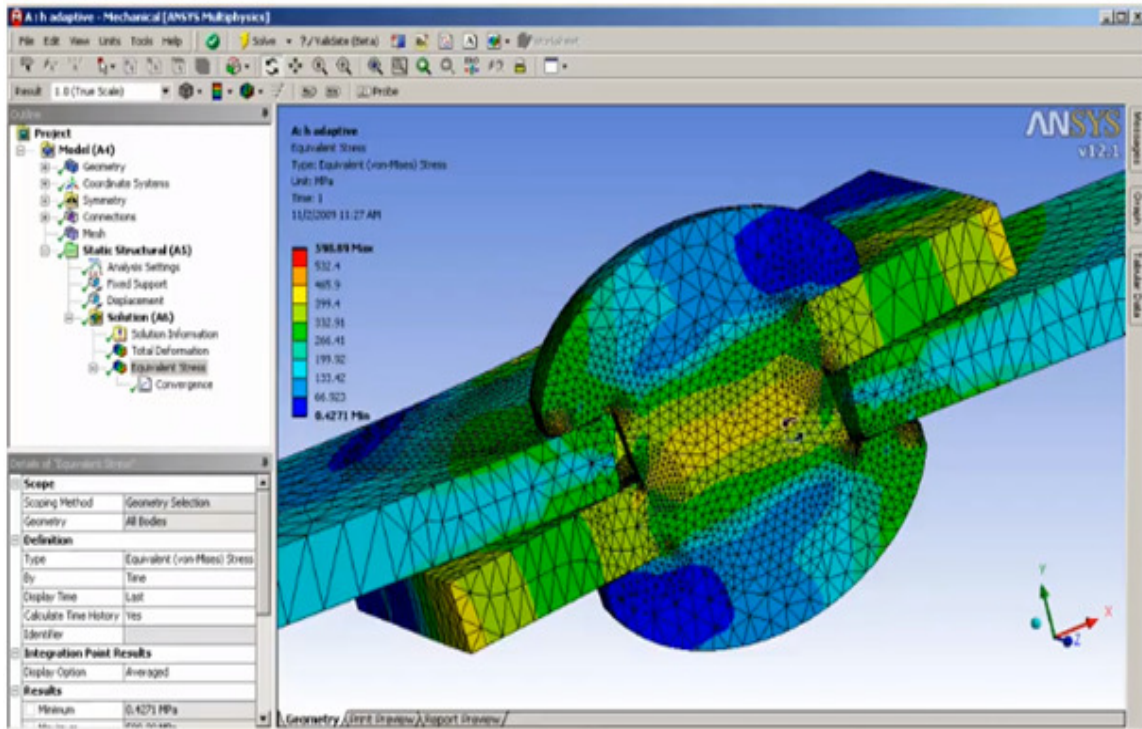 A: h adaptive - Mechanical [ANSYS Multiphysics]
File Edit View Units Tools Help Solve ?/Validate (Beta) Worksheet
Result 1.0 (True Scale) Probe
Outline
Project
Model (A4)
Geometry
Coordinate Systems
Symmetry
Connections
Mesh
Static Structural (A5)
Analysis Settings
Fixed Support
Displacement
Solution (A6)
Solution Information
Total Deformation
Equivalent Stress
Convergence
Details of "Equivalent Stress"
Scope
Scoping Method Geometry Selection
Geometry All Bodies
Definition
Type Equivalent (von-Mises) Stress
By Time
Display Time Last
Calculate Time History Yes
Identifier
Integration Point Results
Display Option Averaged
Results
Minimum 0.4271 MPa
A: h adaptive
Equivalent Stress
Type: Equivalent (von-Mises) Stress
Unit: MPa
Time: 1
11/2/2009 11:27 AM
598.89 Max
532.4
465.9
399.4
332.91
266.41
199.92
133.42
66.923
0.4271 Min
ANSYS
v12.1
Y
X
Z
Messages
Graph
Tabular Data
Geometry Print Preview Report Preview